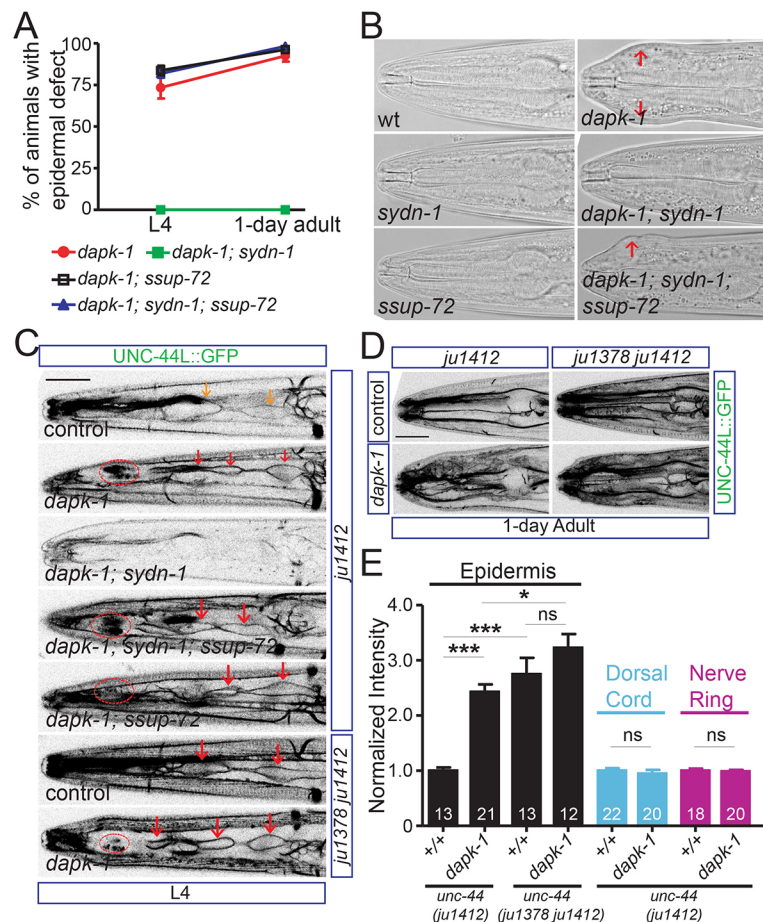 A
% of animals with
epidermal defect
100
75
50
25
0
L4
1-day adult
dapk-1
dapk-1; sydn-1
dapk-1; ssup-72
dapk-1; sydn-1; ssup-72
B
wt
dapk-1
sydn-1
dapk-1; sydn-1
ssup-72
dapk-1; sydn-1;
ssup-72
C
UNC-44L::GFP
control
dapk-1
dapk-1; sydn-1
dapk-1; sydn-1; ssup-72
dapk-1; ssup-72
control
dapk-1
ju1412
ju1378 ju1412
L4
D
ju1412
ju1378 ju1412
control
dapk-1
UNC-44L::GFP
1-day Adult
E
Normalized Intensity
4.0
3.0
2.0
1.0
0
Epidermis
*
*** ns
***
Dorsal
Cord
Nerve
Ring
ns
ns
13
21
13
12
22
20
18
20
+/+
dapk-1
+/+
dapk-1
+/+
dapk-1
+/+
dapk-1
unc-44
(ju1412)
unc-44
(ju1378 ju1412)
unc-44
(ju1412)